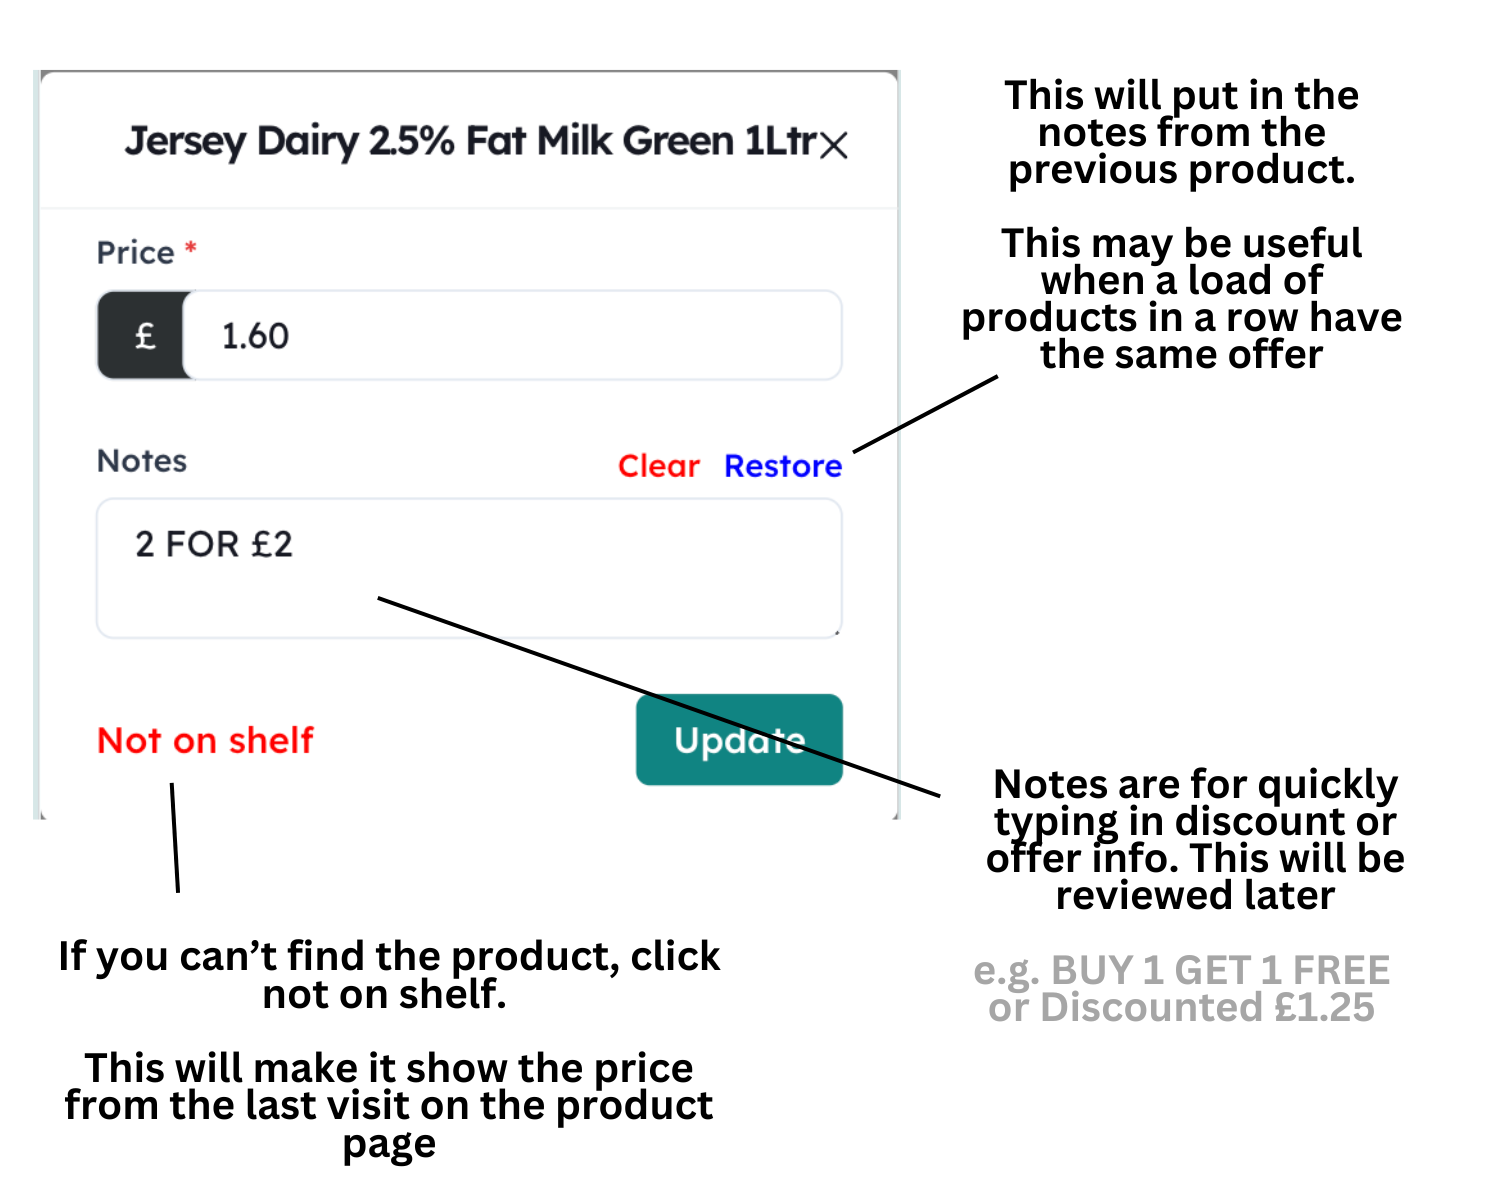 Jersey Dairy 2.5% Fat Milk Green 1Ltr
Price *
£ 1.60
Notes
Clear Restore
2 FOR £2
Not on shelf
Update
This will put in the
notes from the
previous product.
This may be useful
when a load of
products in a row have
the same offer
Notes are for quickly
typing in discount or
offer info. This will be
reviewed later
e.g. BUY 1 GET 1 FREE
or Discounted £1.25
If you can’t find the product, click
not on shelf.
This will make it show the price
from the last visit on the product
page